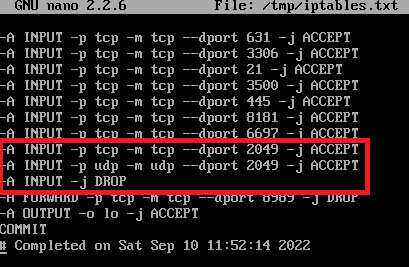 GNU nano 2.2.6 File: /tmp/iptables.txt
-A INPUT -p tcp -m tcp --dport 631 -j ACCEPT
-A INPUT -p tcp -m tcp --dport 3306 -j ACCEPT
-A INPUT -p tcp -m tcp --dport 21 -j ACCEPT
-A INPUT -p tcp -m tcp --dport 3500 -j ACCEPT
-A INPUT -p tcp -m tcp --dport 445 -j ACCEPT
-A INPUT -p tcp -m tcp --dport 8181 -j ACCEPT
-A INPUT -p tcp -m tcp --dport 6697 -j ACCEPT
-A INPUT -p tcp -m tcp --dport 2049 -j ACCEPT
-A INPUT -p udp -m udp --dport 2049 -j ACCEPT
-A INPUT -j DROP
-A FORWARD -p tcp -m tcp --dport 8989 -j DROP
-A OUTPUT -o lo -j ACCEPT
COMMIT
# Completed on Sat Sep 10 11:52:14 2022